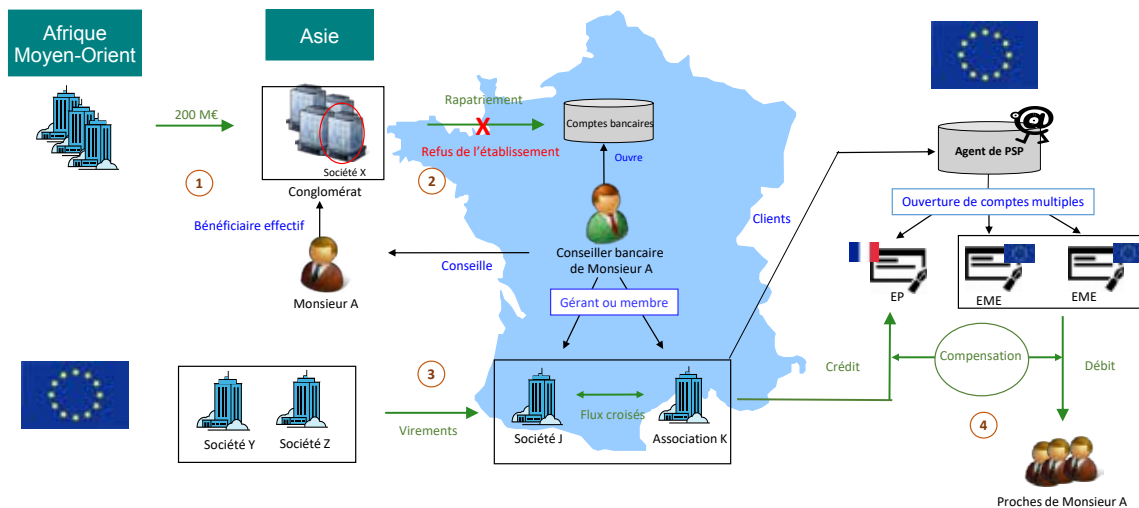 Afrique
Moyen-Orient
Asie
200 M€
1
Société X
Conglomérat
Bénéficiaire effectif
Monsieur A
Rapatriement
X
Refus de l'établissement
2
Comptes bancaires
Ouvre
Conseiller bancaire
de Monsieur A
Conseille
Gérant ou membre
Clients
@
Agent de PSP
Ouverture de comptes multiples
EP
EME
EME
Société Y
Société Z
3
Virements
Société J
Flux croisés
Association K
Crédit
Compensation
Débit
4
Proches de Monsieur A